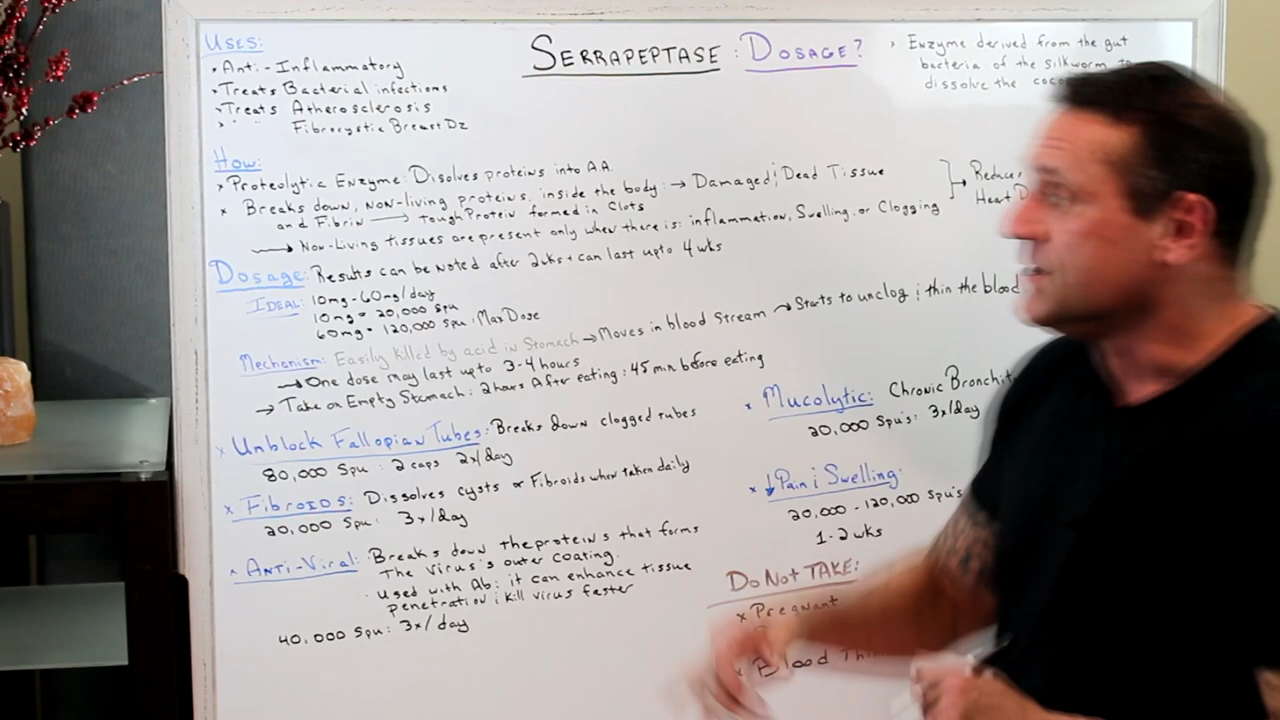 SERRAPEPTASE : DOSAGE?
USES:
* Anti-Inflammatory
* Treats Bacterial infections
* Treats Atherosclerosis
* " " Fibrocystic Breast Dz
* Enzyme derived from the gut
bacteria of the silkworm to
dissolve the
HOW:
* Proteolytic Enzyme: Disolves proteins into A.A.
* Breaks down, NON-living proteins, inside the body: → Damaged & Dead Tissue
and Fibrin → tough Protein formed in Clots
→ Non-Living tissues are present only when there is: inflammation, Swelling, or Clogging
Reduce
Heart
Dosage: Results can be noted after 2wks + can last upto 4 wks
IDEAL: 10mg-60mg/day
10mg = 20,000 Spu
60mg = 120,000 Spu: Max Dose
Mechanism: Easily killed by acid in Stomach → Moves in blood Stream → Starts to unclog & thin the blood
→ One dose may last upto 3-4 hours
→ Take on Empty Stomach: 2 hours After eating: 45 min before eating
* Unblock Fallopian Tubes: Breaks down clogged tubes
80,000 Spu: 2 caps 2x/day
* FIBROIDS: Dissolves cysts or Fibroids when taken daily
20,000 Spu: 3x/day
* ANTI-VIRAL: Breaks down the proteins that forms
The Virus's outer coating.
· used with Ab: it can enhance tissue
penetration & kill virus faster
40,000 Spu: 3x/day
* Mucolytic: Chronic
20,000 Spu's: 3x/day
* ↓ Pain & Swelling:
20,000 - 120,000 Spu's
1-2 wks
DO NOT TAKE:
* Pregnant
* Blood